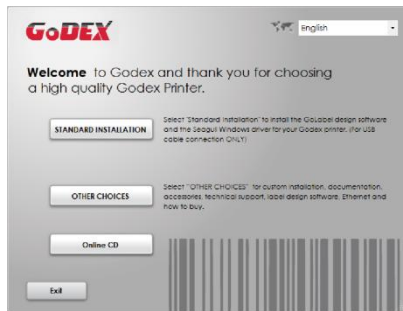 GoDEX
English
Welcome to Godex and thank you for choosing
a high quality Godex Printer.
STANDARD INSTALLATION
Select 'Standard Installation' to install the GoLabel design software
and the Seagull Windows driver for your Godex printer. (For USB
cable connection ONLY)
OTHER CHOICES
Select "OTHER CHOICES" for custom installation, documentation,
accessories, technical support, label design software, Ethernet and
how to buy.
Online CD
Exit